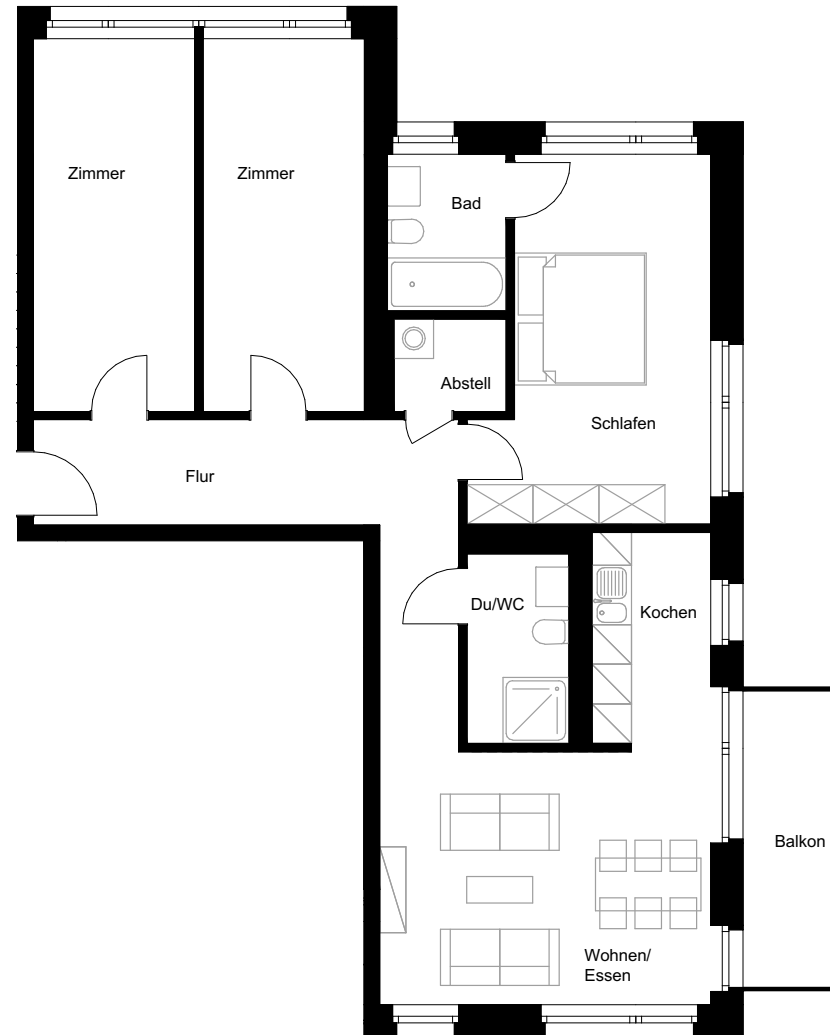 Zimmer
Zimmer
Bad
Abstell
Schlafen
Flur
Du/WC
Kochen
Balkon
Wohnen/
Essen